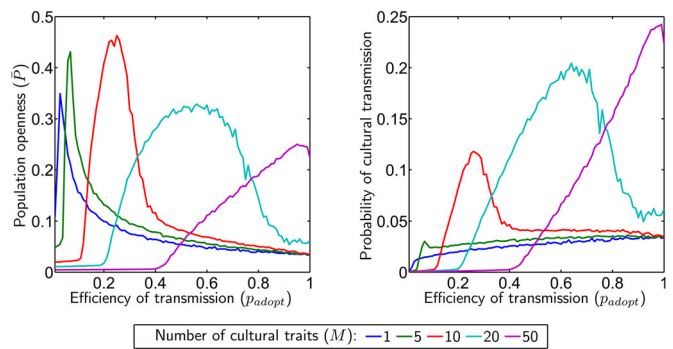 0.5
0.4
0.3
0.2
0.1
0
0.2 0.4 0.6 0.8 1
Population openness (P̄)
Efficiency of transmission (p_adopt)
0.25
0.2
0.15
0.1
0.05
0
0.2 0.4 0.6 0.8 1
Probability of cultural transmission
Efficiency of transmission (p_adopt)
Number of cultural traits (M): 1 5 10 20 50